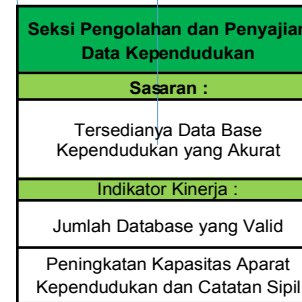 Seksi Pengolahan dan Penyajian
Data Kependudukan
Sasaran :
Tersedianya Data Base
Kependudukan yang Akurat
Indikator Kinerja :
Jumlah Database yang Valid
Peningkatan Kapasitas Aparat
Kependudukan dan Catatan Sipil